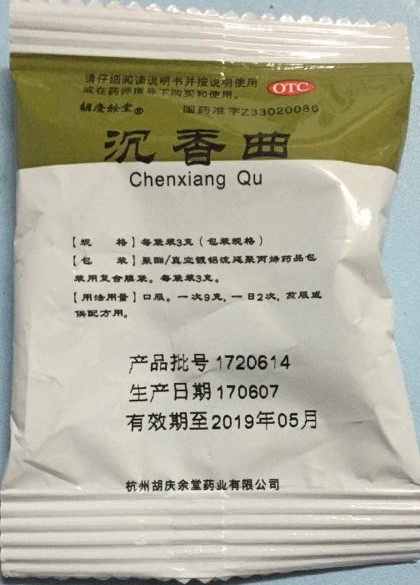 请仔细阅读说明书并按说明使用
或在药师指导下购买和使用。
OTC
胡庆余堂®
国药准字Z33020086
沉香曲
Chenxiang Qu
【规 格】每袋装3克（包装规格）
【包 装】聚酯/真空镀铝流延聚丙烯药品包
装用复合膜袋。每袋装3克。
【用法用量】口服。一次9克，一日2次，煎服或
供配方用。
产品批号 1720614
生产日期 170607
有效期至 2019年05月
杭州胡庆余堂药业有限公司